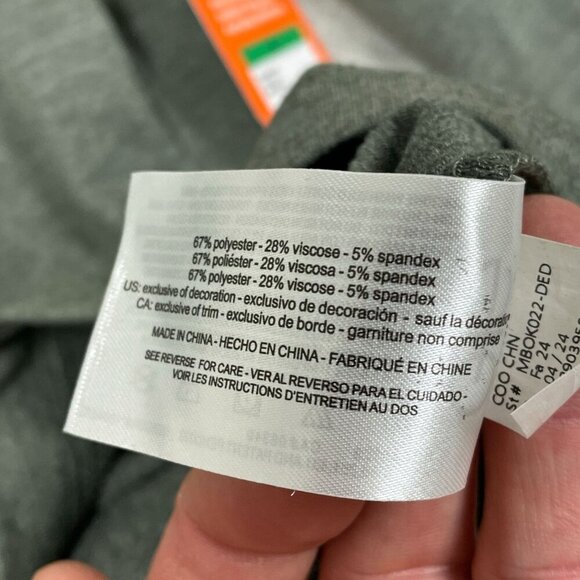 67% polyester - 28% viscose - 5% spandex
67% poliéster - 28% viscosa - 5% spandex
67% polyester - 28% viscose - 5% spandex
US: exclusive of decoration - exclusivo de decoración - sauf la décoration
CA: exclusive of trim - exclusivo de borde - garniture non comprise
MADE IN CHINA - HECHO EN CHINA - FABRIQUÉ EN CHINE
SEE REVERSE FOR CARE - VER AL REVERSO PARA EL CUIDADO -
VOIR LES INSTRUCTIONS D'ENTRETIEN AU DOS
COO CHN
St# MBOK022-DED
Fa 24
04 / 24